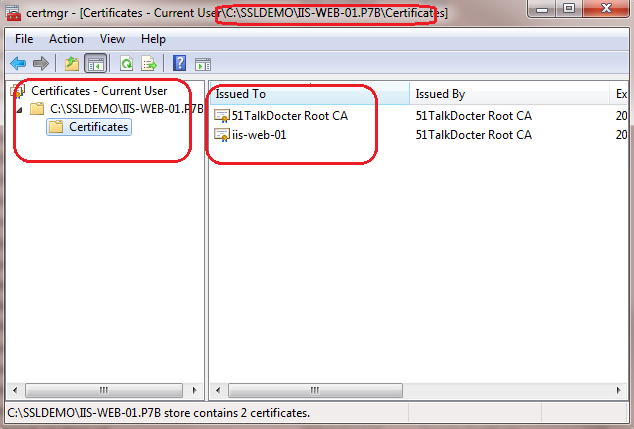 certmgr - [Certificates - Current User\C:\SSLDEMO\IIS-WEB-01.P7B\Certificates]
File Action View Help
Certificates - Current User
C:\SSLDEMO\IIS-WEB-01.P7B
Certificates
Issued To Issued By Ex
51TalkDocter Root CA 51TalkDocter Root CA 20
iis-web-01 51TalkDocter Root CA 20
C:\SSLDEMO\IIS-WEB-01.P7B store contains 2 certificates.